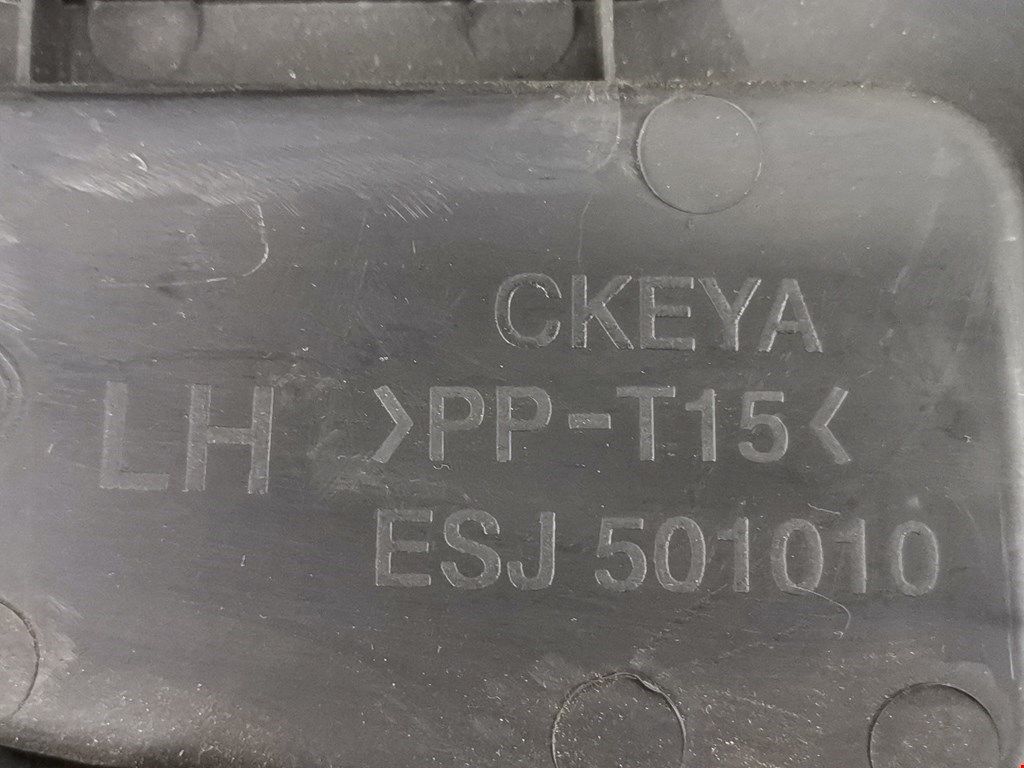 CKEYA
LH >PP-T15<
ESJ 501010